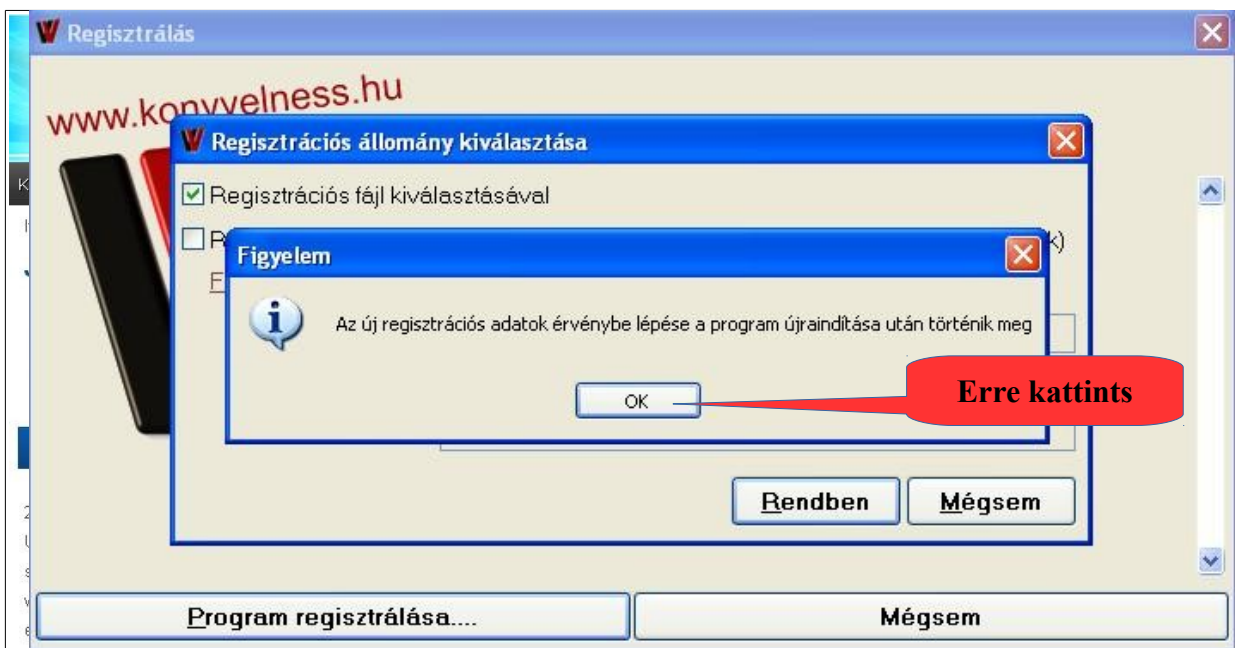 Regisztrálás
www.konyvelness.hu
Regisztrációs állomány kiválasztása
Regisztrációs fájl kiválasztásával
Figyelem
Az új regisztrációs adatok érvénybe lépése a program újraindítása után történik meg
OK
Erre kattints
Rendben
Mégsem
Program regisztrálása....
Mégsem